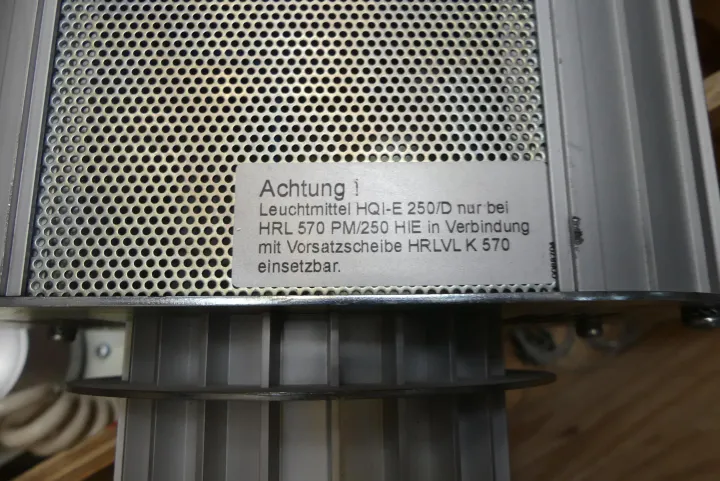 Achtung !
Leuchtmittel HQI-E 250/D nur bei
HRL 570 PM/250 HIE in Verbindung
mit Vorsatzscheibe HRLVL K 570
einsetzbar.